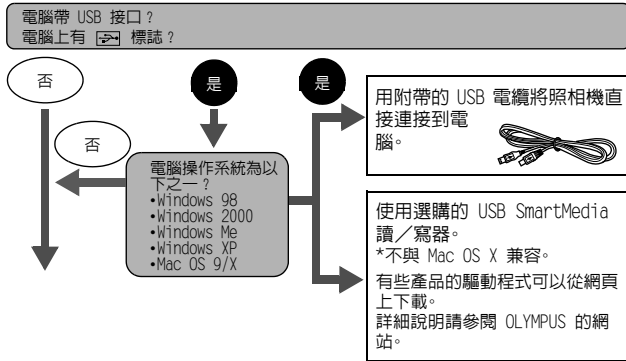 電腦帶 USB 接口？
電腦上有 標誌？
否
是
是
否
電腦操作系統為以
下之一？
•Windows 98
•Windows 2000
•Windows Me
•Windows XP
•Mac OS 9/X
用附帶的 USB 電纜將照相機直
接連接到電
腦。
使用選購的 USB SmartMedia
讀／寫器。
*不與 Mac OS X 兼容。
有些產品的驅動程式可以從網頁
上下載。
詳細說明請參閱 OLYMPUS 的網
站。